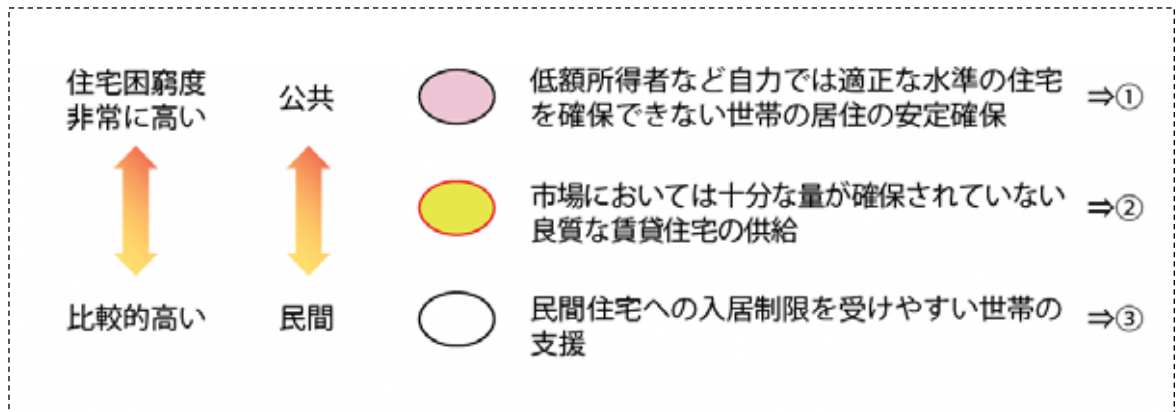 住宅困窮度
非常に高い
公共
低額所得者など自力では適正な水準の住宅
を確保できない世帯の居住の安定確保
⇒①
市場においては十分な量が確保されていない
良質な賃貸住宅の供給
⇒②
比較的高い
民間
民間住宅への入居制限を受けやすい世帯の
支援
⇒③